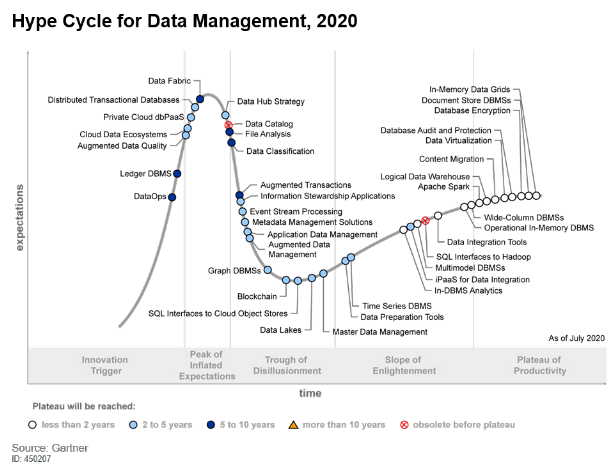 Hype Cycle for Data Management, 2020
expectations
Data Fabric
Distributed Transactional Databases
Private Cloud dbPaaS
Cloud Data Ecosystems
Augmented Data Quality
Ledger DBMS
DataOps
Data Hub Strategy
Data Catalog
File Analysis
Data Classification
Augmented Transactions
Information Stewardship Applications
Event Stream Processing
Metadata Management Solutions
Application Data Management
Augmented Data
Management
Graph DBMSs
Blockchain
SQL Interfaces to Cloud Object Stores
Data Lakes
Master Data Management
Data Preparation Tools
Time Series DBMS
In-Memory Data Grids
Document Store DBMSs
Database Encryption
Database Audit and Protection
Data Virtualization
Content Migration
Logical Data Warehouse
Apache Spark
Wide-Column DBMSs
Operational In-Memory DBMS
Data Integration Tools
SQL Interfaces to Hadoop
Multimodel DBMSs
iPaaS for Data Integration
In-DBMS Analytics
As of July 2020
Innovation
Trigger
Peak of
Inflated
Expectations
Trough of
Disillusionment
Slope of
Enlightenment
Plateau of
Productivity
time
Plateau will be reached:
less than 2 years
2 to 5 years
5 to 10 years
more than 10 years
obsolete before plateau
Source: Gartner
ID: 450207